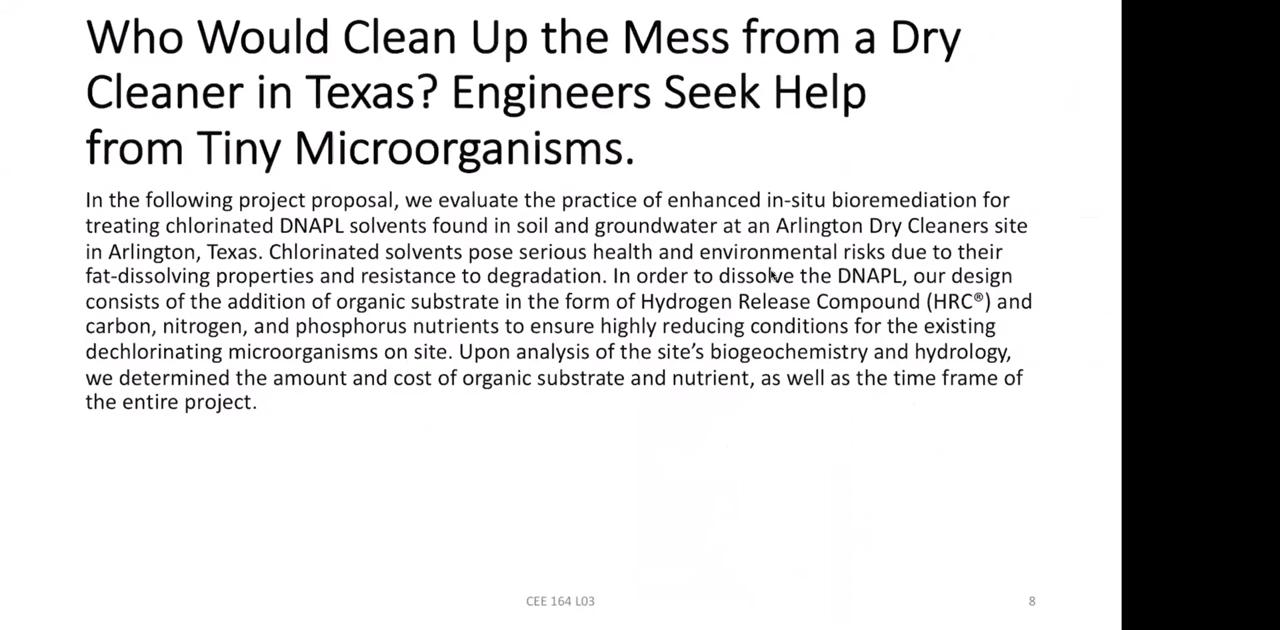 Who Would Clean Up the Mess from a Dry
Cleaner in Texas? Engineers Seek Help
from Tiny Microorganisms.
In the following project proposal, we evaluate the practice of enhanced in-situ bioremediation for
treating chlorinated DNAPL solvents found in soil and groundwater at an Arlington Dry Cleaners site
in Arlington, Texas. Chlorinated solvents pose serious health and environmental risks due to their
fat-dissolving properties and resistance to degradation. In order to dissolve the DNAPL, our design
consists of the addition of organic substrate in the form of Hydrogen Release Compound (HRC®) and
carbon, nitrogen, and phosphorus nutrients to ensure highly reducing conditions for the existing
dechlorinating microorganisms on site. Upon analysis of the site’s biogeochemistry and hydrology,
we determined the amount and cost of organic substrate and nutrient, as well as the time frame of
the entire project.
CEE 164 L03
8